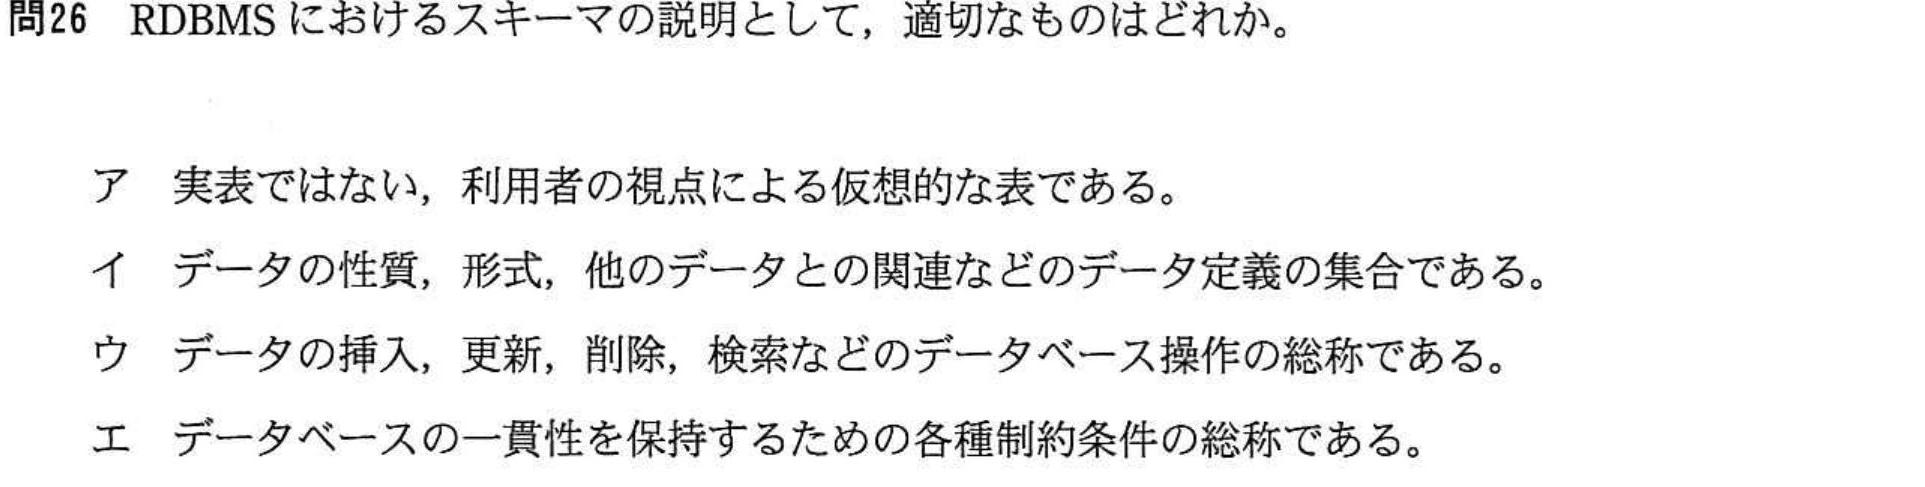 問26 RDBMSにおけるスキーマの説明として，適切なものはどれか。
ア 実表ではない，利用者の視点による仮想的な表である。
イ データの性質，形式，他のデータとの関連などのデータ定義の集合である。
ウ データの挿入，更新，削除，検索などのデータベース操作の総称である。
エ データベースの一貫性を保持するための各種制約条件の総称である。